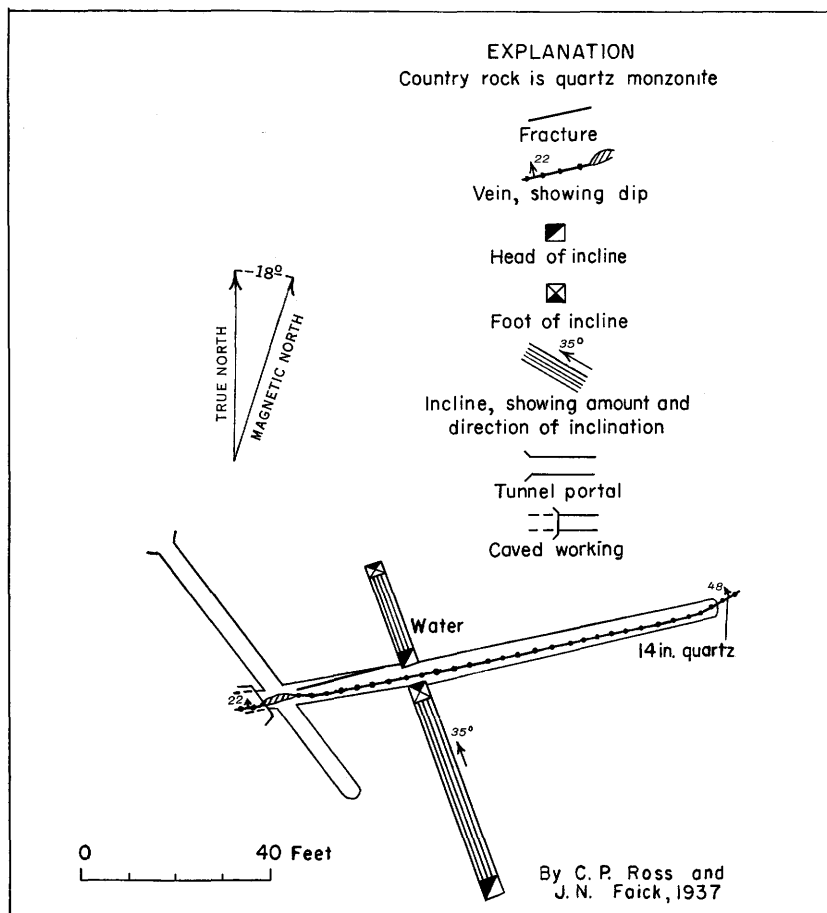 EXPLANATION
Country rock is quartz monzonite
Fracture
22
Vein, showing dip
Head of incline
Foot of incline
35°
Incline, showing amount and
direction of inclination
Tunnel portal
Caved working
18°
TRUE NORTH
MAGNETIC NORTH
Water
48
14 in. quartz
22
35°
0 40 Feet
By C. P. Ross and
J. N. Faick, 1937